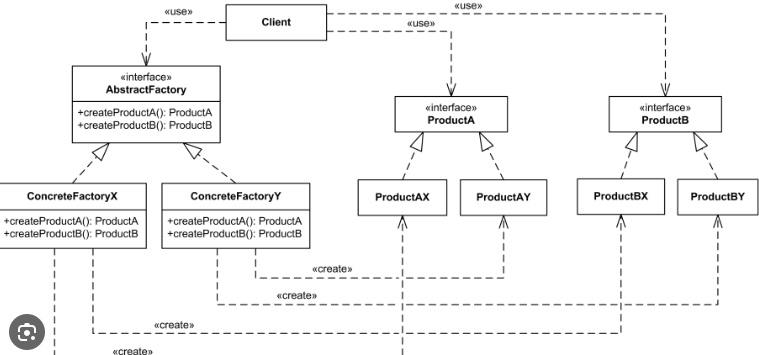 «use»
Client
«use»
«use»
«interface»
AbstractFactory
+createProductA(): ProductA
+createProductB(): ProductB
«interface»
ProductA
«interface»
ProductB
ConcreteFactoryX
+createProductA(): ProductA
+createProductB(): ProductB
ConcreteFactoryY
+createProductA(): ProductA
+createProductB(): ProductB
ProductAX
ProductAY
ProductBX
ProductBY
«create»
«create»
«create»
«create»